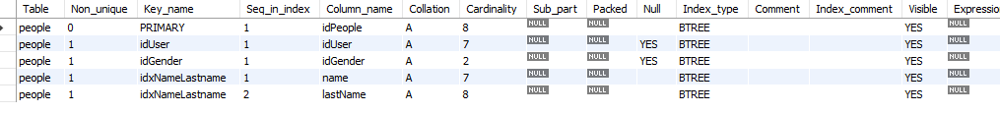 Table Non_unique Key_name Seq_in_index Column_name Collation Cardinality Sub_part Packed Null Index_type Comment Index_comment Visible Expression
people 0 PRIMARY 1 idPeople A 8 NULL NULL BTREE YES NULL
people 1 idUser 1 idUser A 7 NULL NULL YES BTREE YES NULL
people 1 idGender 1 idGender A 2 NULL NULL YES BTREE YES NULL
people 1 idxNameLastname 1 name A 7 NULL NULL BTREE YES NULL
people 1 idxNameLastname 2 lastName A 8 NULL NULL BTREE YES NULL